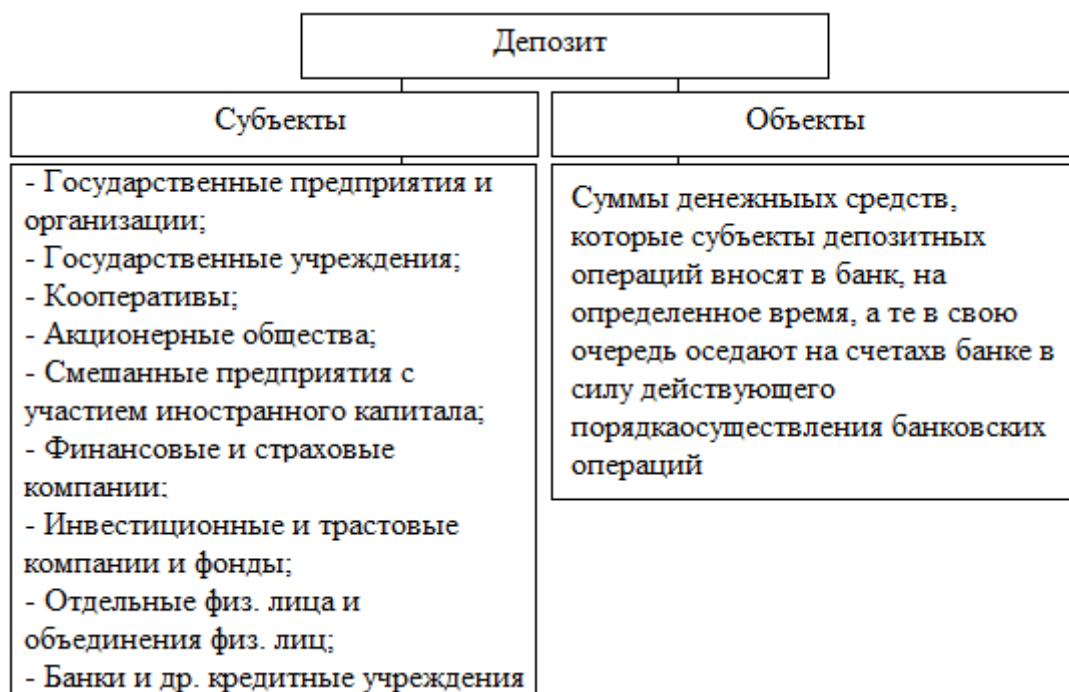 Депозит
Субъекты
Объекты
- Государственные предприятия и
организации;
- Государственные учреждения;
- Кооперативы;
- Акционерные общества;
- Смешанные предприятия с
участием иностранного капитала;
- Финансовые и страховые
компании;
- Инвестиционные и трастовые
компании и фонды;
- Отдельные физ. лица и
объединения физ. лиц;
- Банки и др. кредитные учреждения
Суммы денежныых средств,
которые субъекты депозитных
операций вносят в банк, на
определенное время, а те в свою
очередь оседают на счетахв банке в
силу действующего
порядкаосуществления банковских
операций